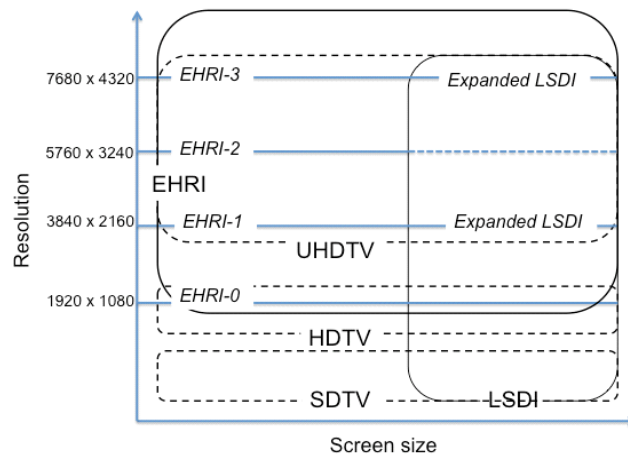 7680 x 4320
EHRI-3
Expanded LSDI
5760 x 3240
EHRI-2
EHRI
3840 x 2160
EHRI-1
Expanded LSDI
UHDTV
Resolution
1920 x 1080
EHRI-0
HDTV
SDTV
LSDI
Screen size